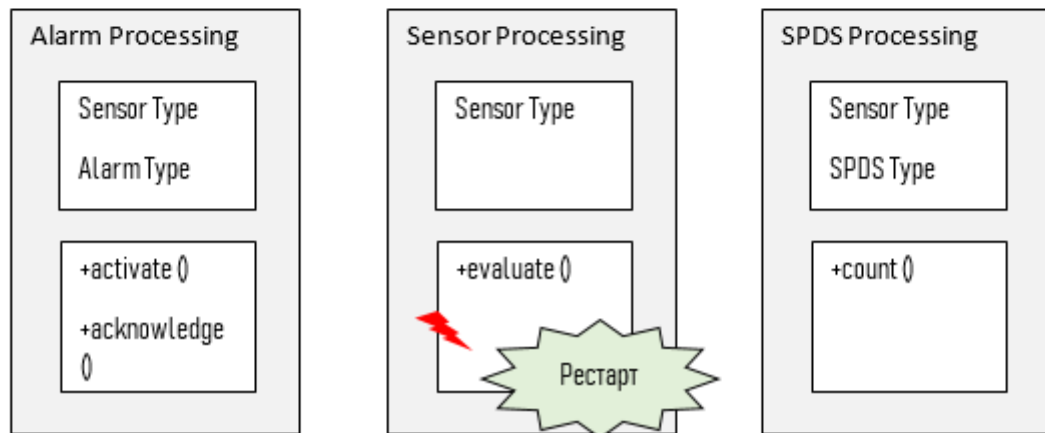 Alarm Processing
Sensor Type
Alarm Type
+activate ()
+acknowledge
()
Sensor Processing
Sensor Type
+evaluate ()
Рестарт
SPDS Processing
Sensor Type
SPDS Type
+count ()